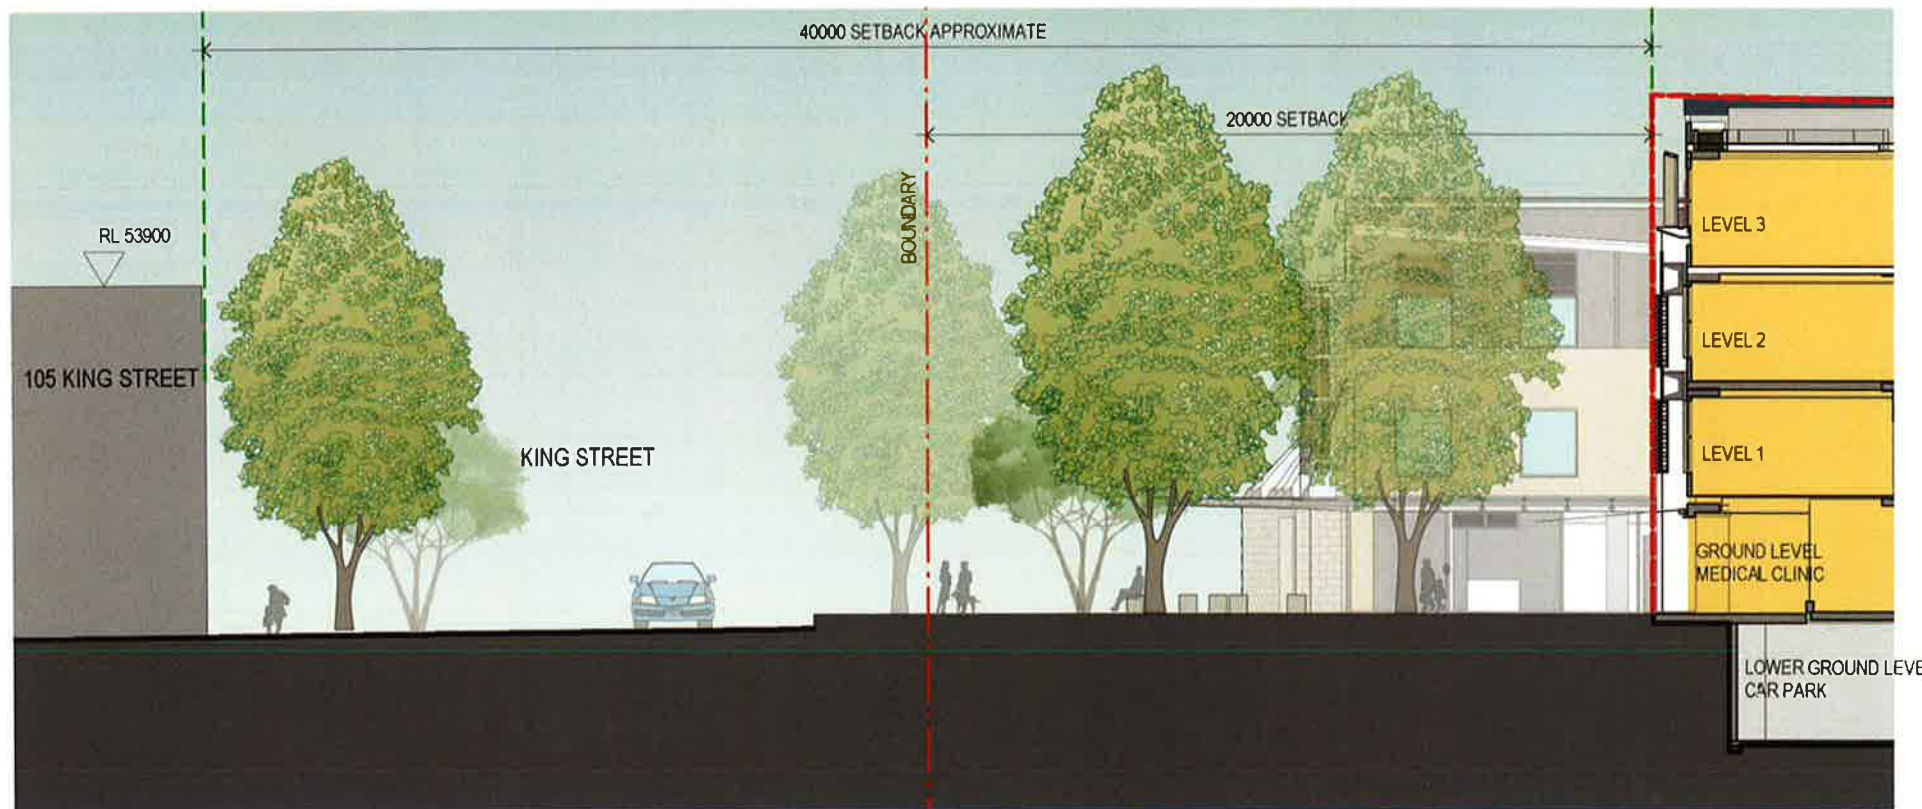 40000 SETBACK APPROXIMATE
20000 SETBACK
BOUNDARY
RL 53900
LEVEL 3
LEVEL 2
105 KING STREET
KING STREET
LEVEL 1
GROUND LEVEL
MEDICAL CLINIC
LOWER GROUND LEVE
CAR PARK